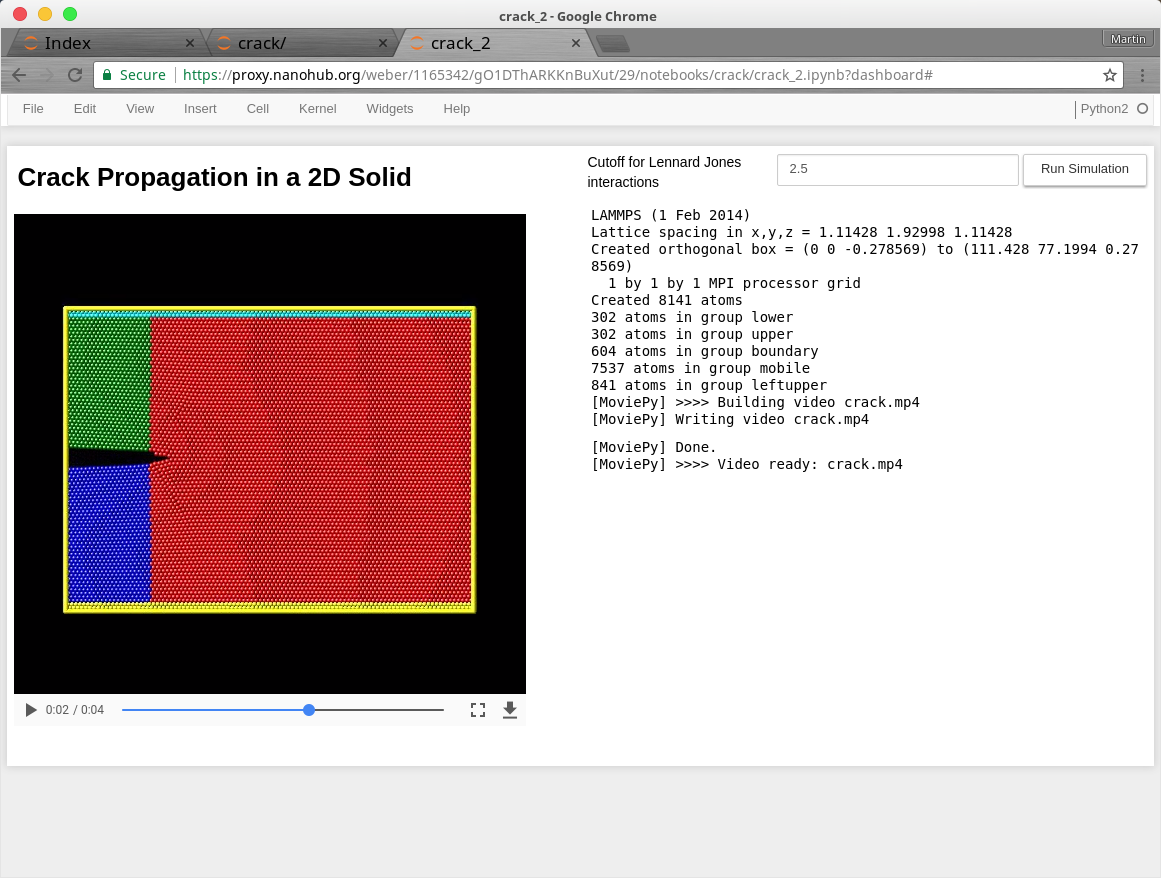 crack_2 - Google Chrome
Index
crack/
crack_2
Martin
Secure
https://proxy.nanohub.org/weber/1165342/gO1DThARKKnBuXut/29/notebooks/crack/crack_2.ipynb?dashboard#
File Edit View Insert Cell Kernel Widgets Help
Python2
Crack Propagation in a 2D Solid
Cutoff for Lennard Jones
interactions
2.5
Run Simulation
LAMMPS (1 Feb 2014)
Lattice spacing in x,y,z = 1.11428 1.92998 1.11428
Created orthogonal box = (0 0 -0.278569) to (111.428 77.1994 0.27
8569)
1 by 1 by 1 MPI processor grid
Created 8141 atoms
302 atoms in group lower
302 atoms in group upper
604 atoms in group boundary
7537 atoms in group mobile
841 atoms in group leftupper
[MoviePy] >>>> Building video crack.mp4
[MoviePy] Writing video crack.mp4
[MoviePy] Done.
[MoviePy] >>>> Video ready: crack.mp4
0:02 / 0:04